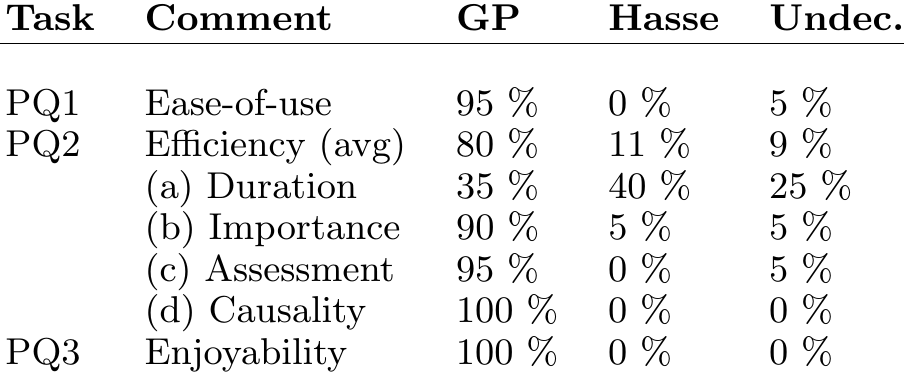 Task Comment GP Hasse Undec.
PQ1 Ease-of-use 95 % 0 % 5 %
PQ2 Efficiency (avg) 80 % 11 % 9 %
(a) Duration 35 % 40 % 25 %
(b) Importance 90 % 5 % 5 %
(c) Assessment 95 % 0 % 5 %
(d) Causality 100 % 0 % 0 %
PQ3 Enjoyability 100 % 0 % 0 %